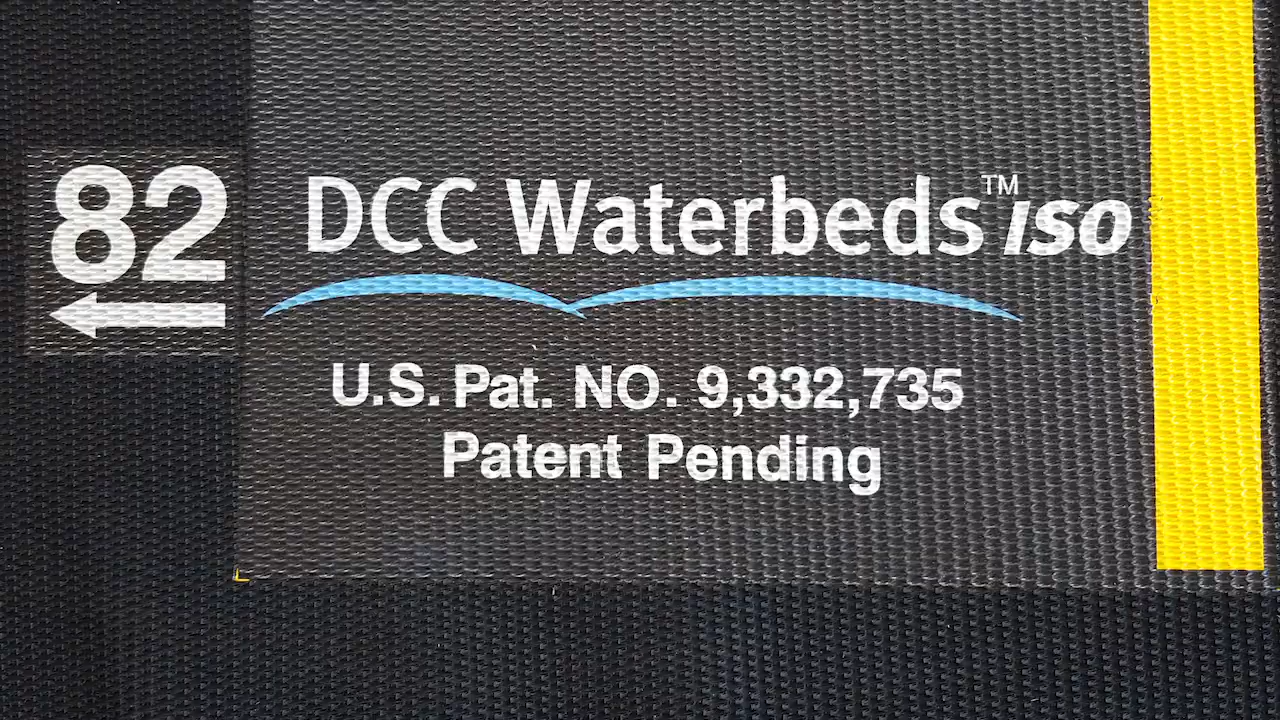 82
DCC Waterbeds™ ISO
U.S. Pat. NO. 9,332,735
Patent Pending